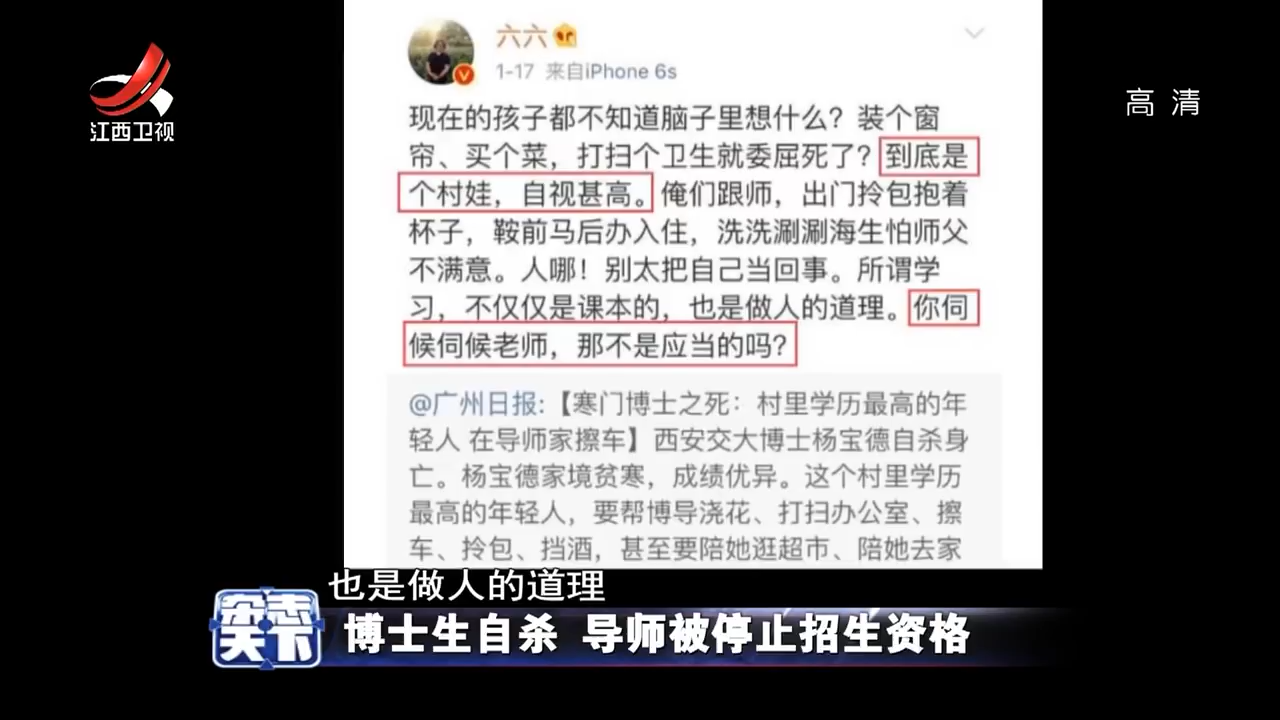 六六
1-17 来自iPhone 6s
现在的孩子都不知道脑子里想什么？装个窗
帘、买个菜，打扫个卫生就委屈死了？到底是
个村娃，自视甚高。俺们跟师，出门拎包抱着
杯子，鞍前马后办入住，洗洗涮涮海生怕师父
不满意。人哪！别太把自己当回事。所谓学
习，不仅仅是课本的，也是做人的道理。你伺
候伺候老师，那不是应当的吗？
@广州日报:【寒门博士之死：村里学历最高的年
轻人 在导师家擦车】西安交大博士杨宝德自杀身
亡。杨宝德家境贫寒，成绩优异。这个村里学历
最高的年轻人，要帮博导浇花、打扫办公室、擦
车、拎包、挡酒，甚至要陪她逛超市、陪她去家
江西卫视
高清
也是做人的道理
杂志天下
博士生自杀 导师被停止招生资格